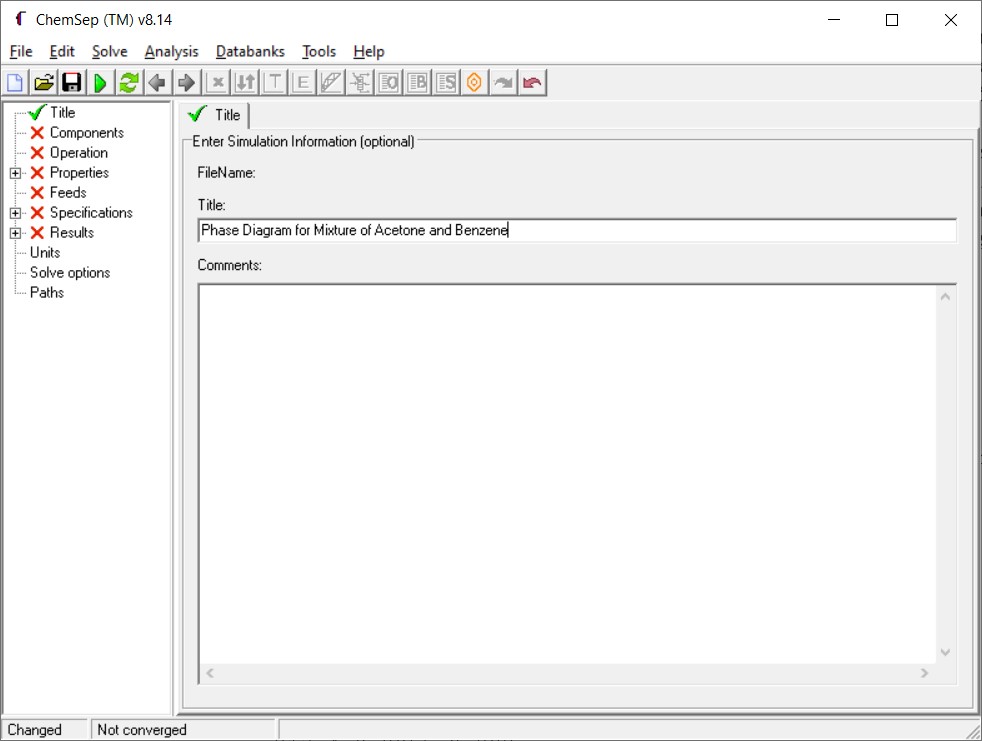 ChemSep (TM) v8.14
File Edit Solve Analysis Databanks Tools Help
T E O B S
Title
Components
Operation
Properties
Feeds
Specifications
Results
Units
Solve options
Paths
Title
Enter Simulation Information (optional)
FileName:
Title:
Phase Diagram for Mixture of Acetone and Benzene
Comments:
Changed Not converged